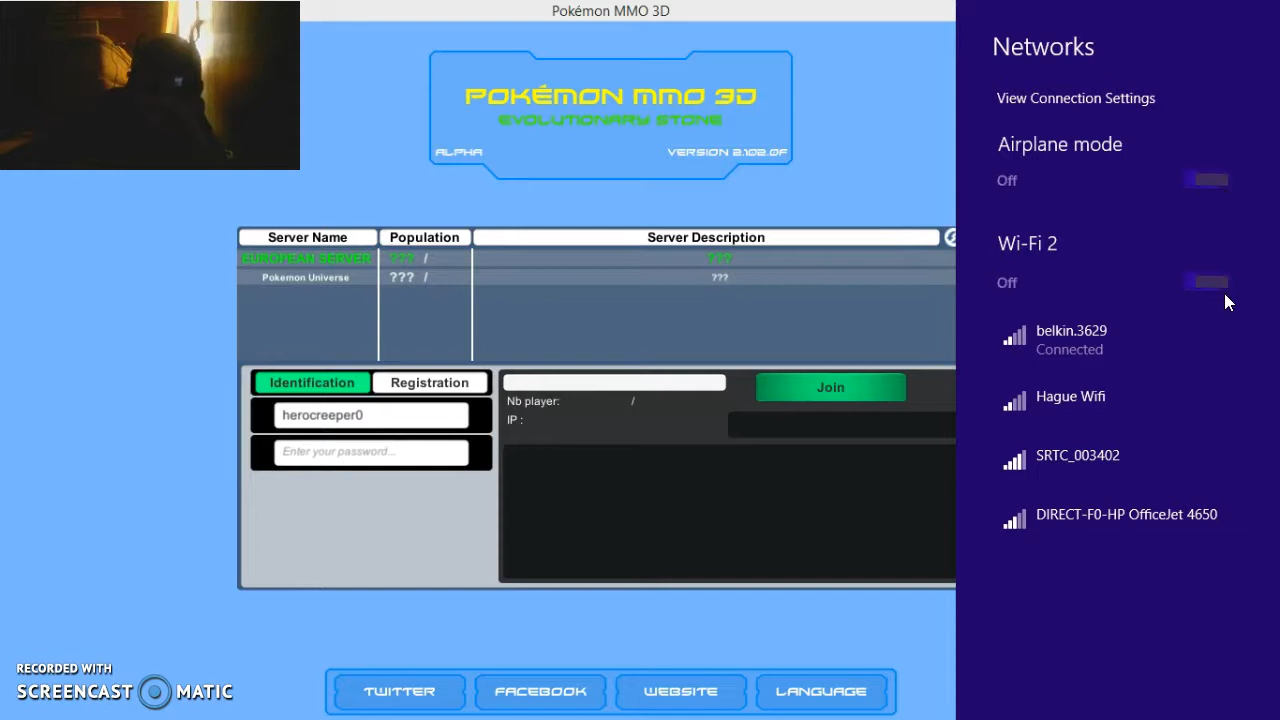 Pokémon MMO 3D
POKÉMON MMO 3D
EVOLUTIONARY STONE
ALPHA
VERSION 2.102.0F
Server Name
Population
Server Description
EUROPEAN SERVER
??? /
???
Pokemon Universe
??? /
???
Identification
Registration
herocreeper0
Enter your password...
Nb player:
/
IP :
Join
TWITTER
FACEBOOK
WEBSITE
LANGUAGE
RECORDED WITH
SCREENCAST MATIC
Networks
View Connection Settings
Airplane mode
Off
Wi-Fi 2
Off
belkin.3629
Connected
Hague Wifi
SRTC_003402
DIRECT-F0-HP OfficeJet 4650